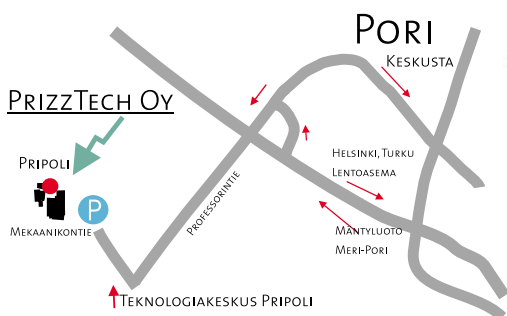 PORI
KESKUSTA
PRIZZTECH OY
PRIPOLI
P
MEKAANIKONTIE
PROFESSORINTIE
HELSINKI, TURKU
LENTOASEMA
MÄNTYLUOTO
MERI-PORI
TEKNOLOGIAKESKUS PRIPOLI